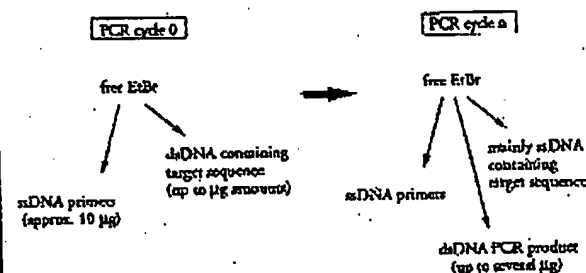 PCR cycle 0
free EtBr
dsDNA containing
target sequence
(up to µg amounts)
ssDNA primers
(approx. 10 µg)
PCR cycle n
free EtBr
mainly ssDNA
containing
target sequence
ssDNA primers
dsDNA PCR product
(up to several µg)